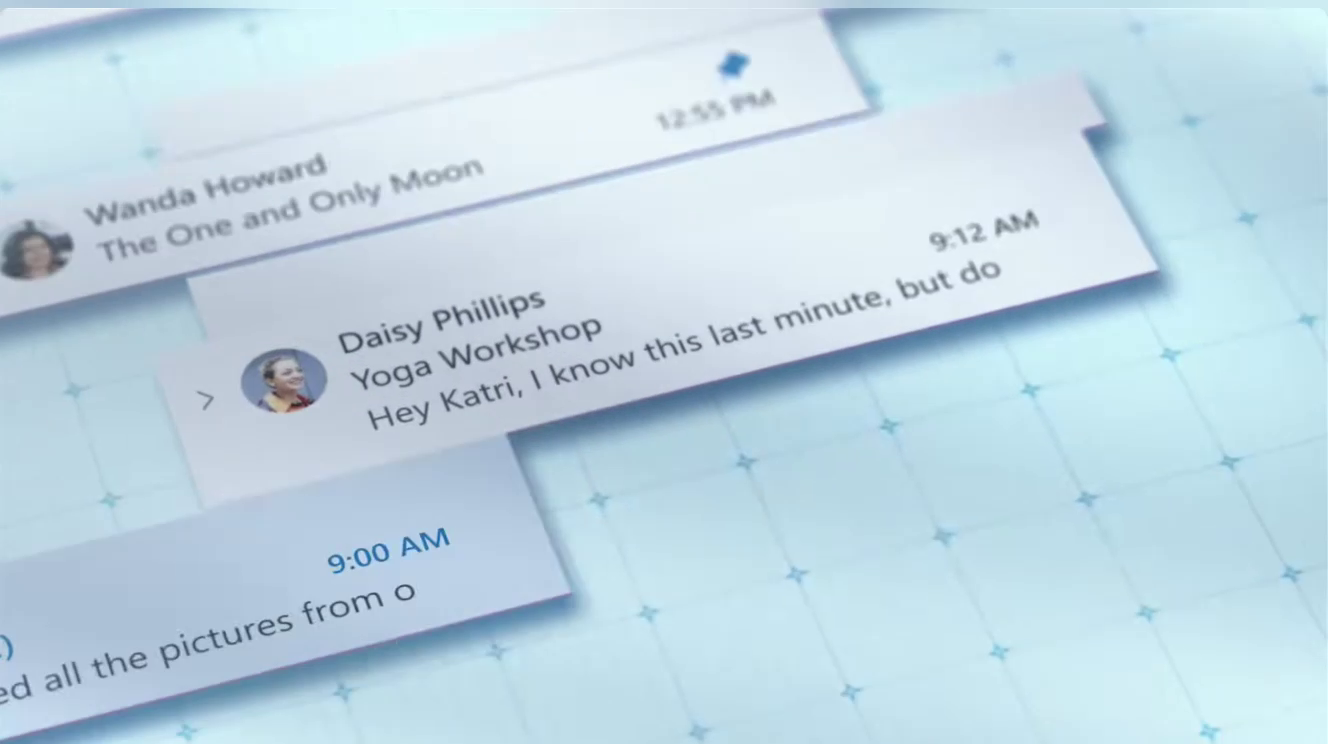 12:55 PM
Wanda Howard
The One and Only Moon
9:12 AM
Daisy Phillips
Yoga Workshop
Hey Katri, I know this last minute, but do
9:00 AM
)
ed all the pictures from o